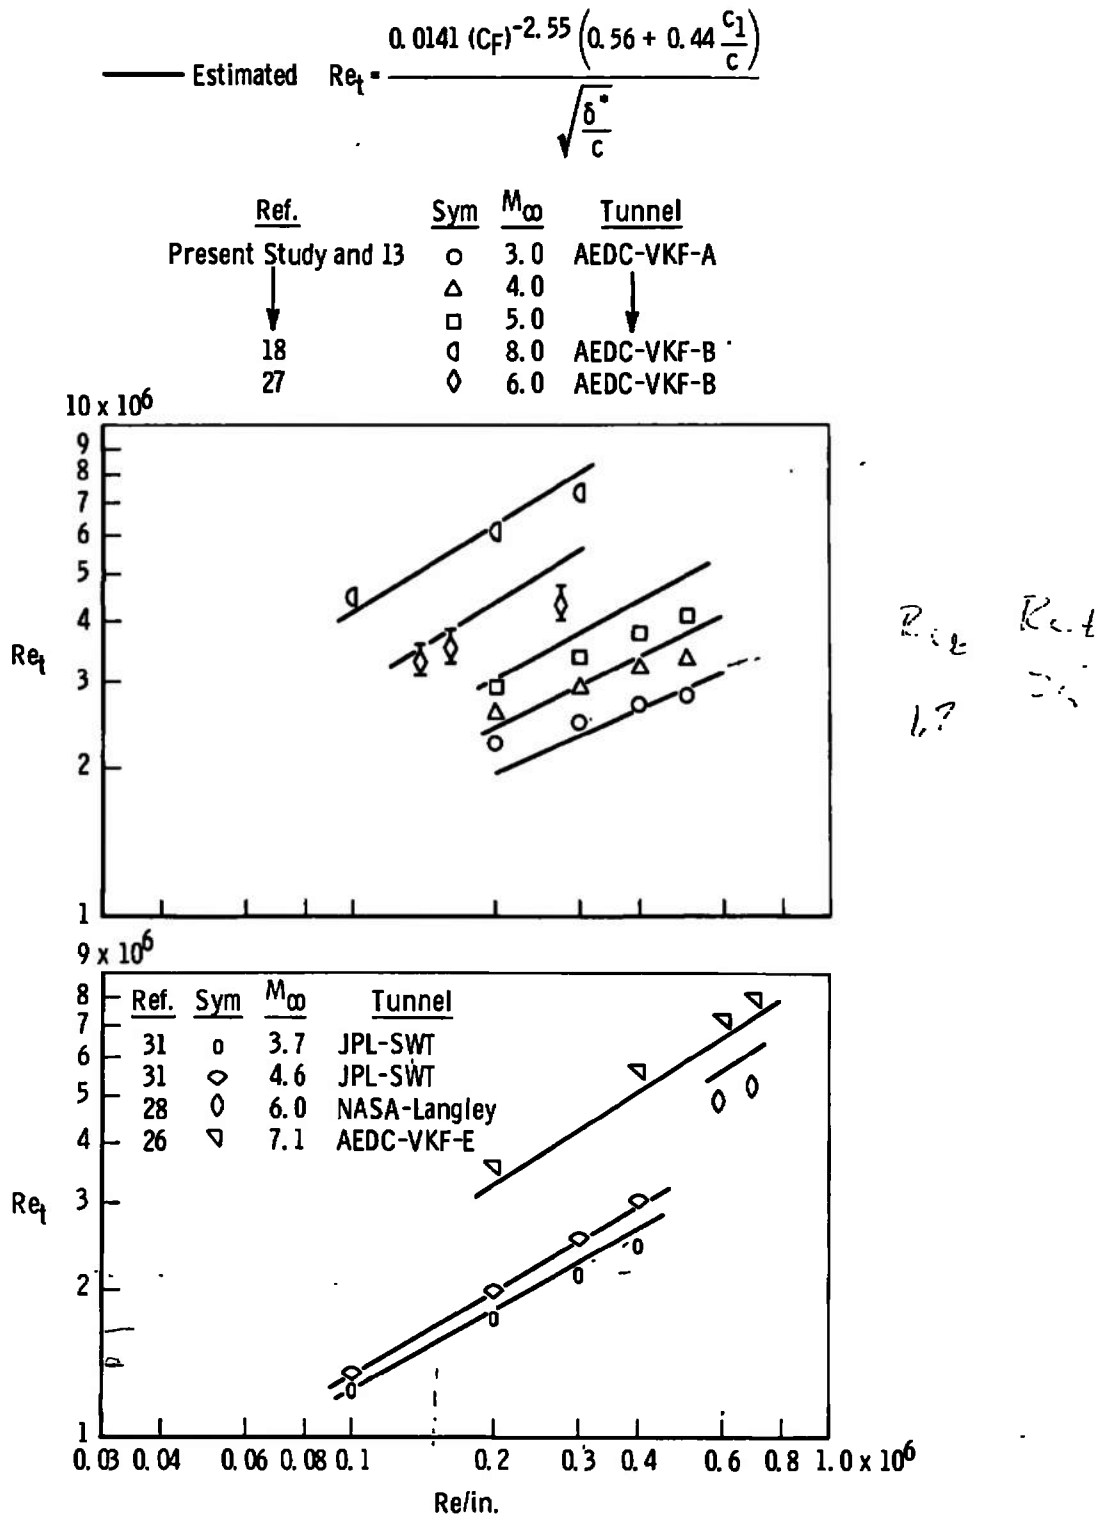 Estimated Re_t = 0.0141 (C_F)^-2.55 (0.56 + 0.44 c_1/c) / √(δ*/c)
Ref. Sym M_∞ Tunnel
Present Study and 13 ○ 3.0 AEDC-VKF-A
△ 4.0
□ 5.0
18 8.0 AEDC-VKF-B
27 ◊ 6.0 AEDC-VKF-B
10 x 10^6
9
8
7
6
5
4
Re_t
3
2
1
9 x 10^6
8
7
6
5
4
Re_t
3
2
1
Ref. Sym M_∞ Tunnel
31 3.7 JPL-SWT
31 4.6 JPL-SWT
28 6.0 NASA-Langley
26 7.1 AEDC-VKF-E
0.03 0.04 0.06 0.08 0.1 0.2 0.3 0.4 0.6 0.8 1.0 x 10^6
Re/in.